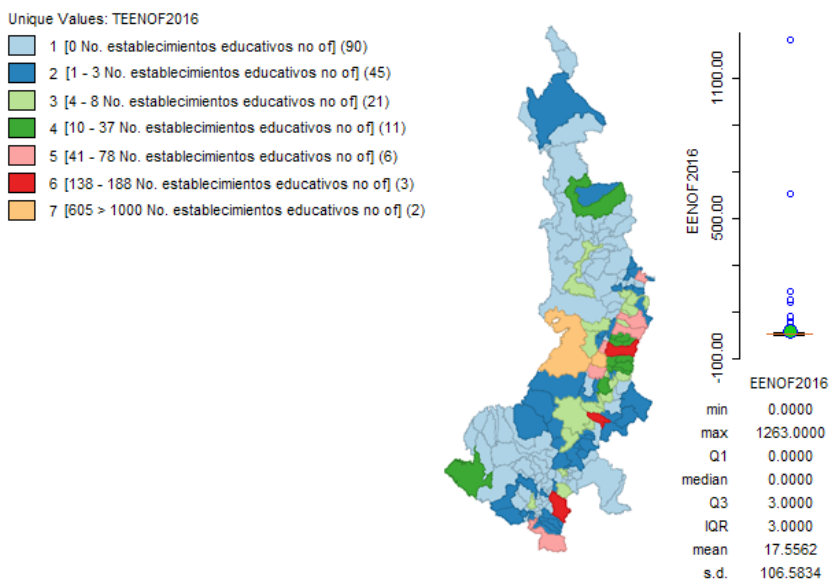 Unique Values: TEENOF2016
1 [0 No. establecimientos educativos no of] (90)
2 [1 - 3 No. establecimientos educativos no of] (45)
3 [4 - 8 No. establecimientos educativos no of] (21)
4 [10 - 37 No. establecimientos educativos no of] (11)
5 [41 - 78 No. establecimientos educativos no of] (6)
6 [138 - 188 No. establecimientos educativos no of] (3)
7 [605 > 1000 No. establecimientos educativos no of] (2)
EENOF2016
1100.00
500.00
-100.00
EENOF2016
min 0.0000
max 1263.0000
Q1 0.0000
median 0.0000
Q3 3.0000
IQR 3.0000
mean 17.5562
s.d. 106.5834